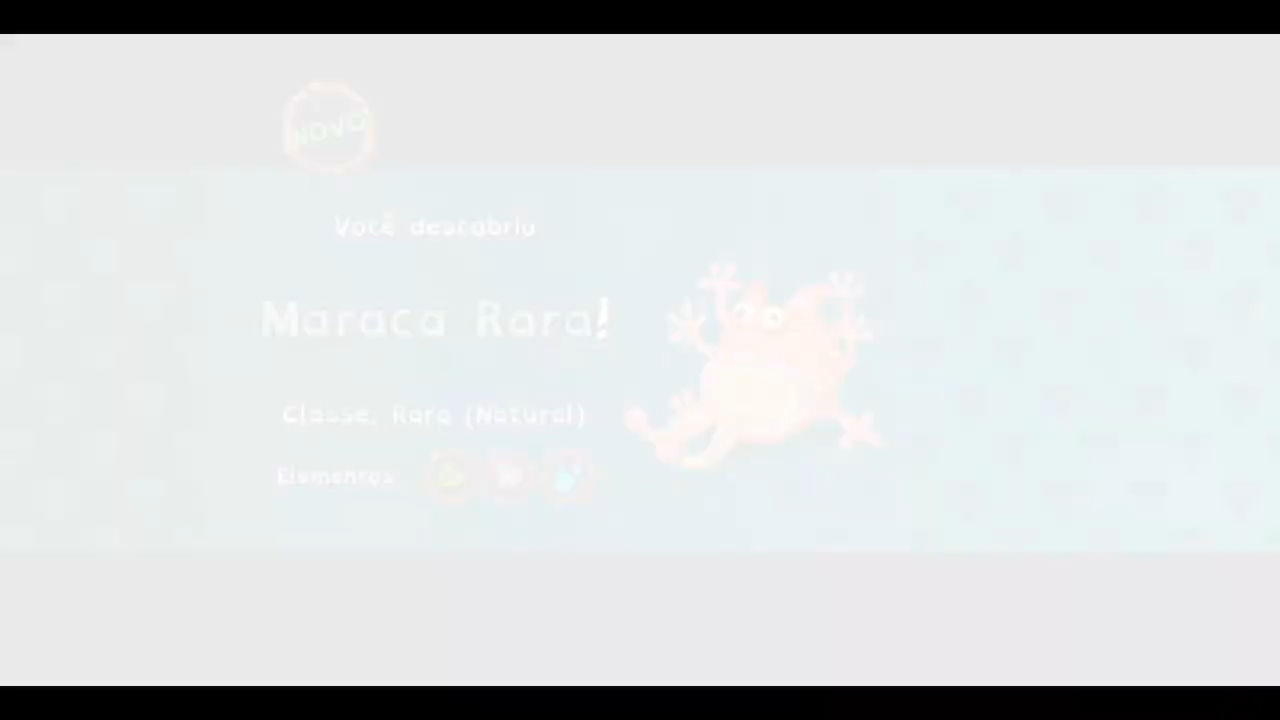 NOVO
Você descobriu
Maraca Rara!
Classe: Rara (Natural)
Elementos